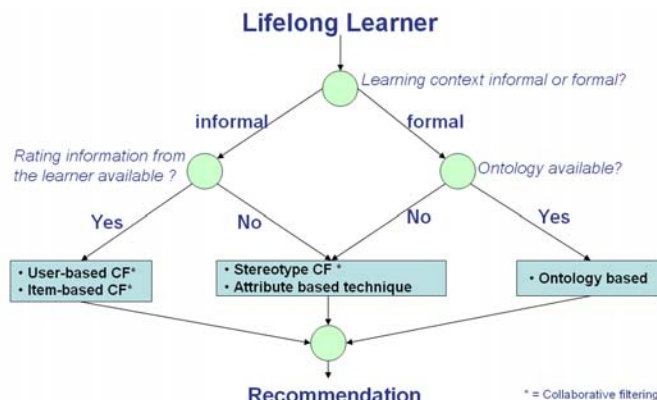 Lifelong Learner
Learning context informal or formal?
informal
formal
Rating information from
the learner available ?
Ontology available?
Yes
No
No
Yes
• User-based CF*
• Item-based CF*
• Stereotype CF *
• Attribute based technique
• Ontology based
Recommendation
* = Collaborative filtering